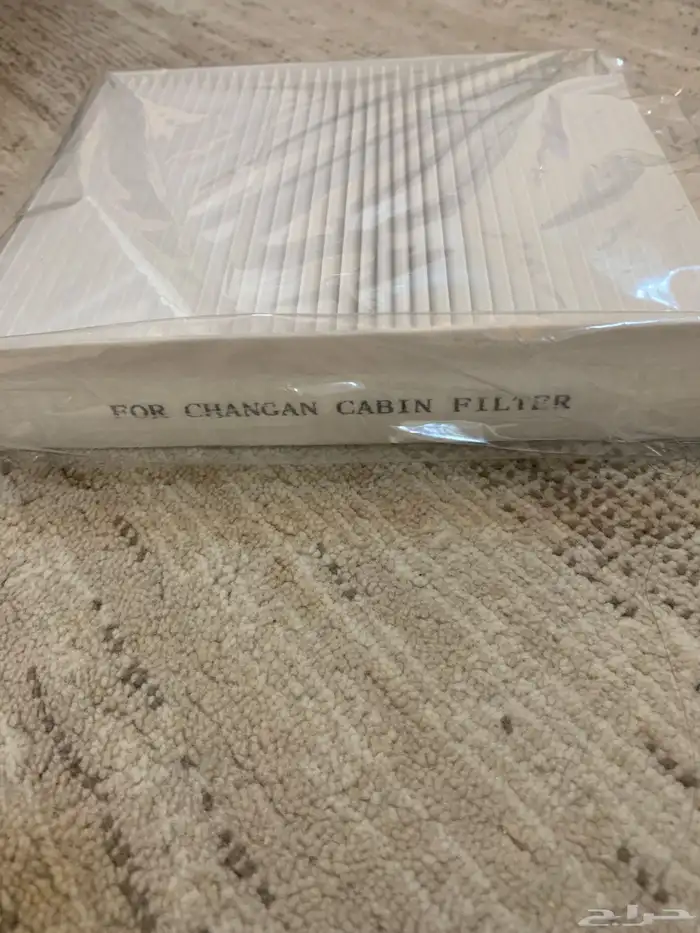 FOR CHANGAN CABIN FILTER
حراج